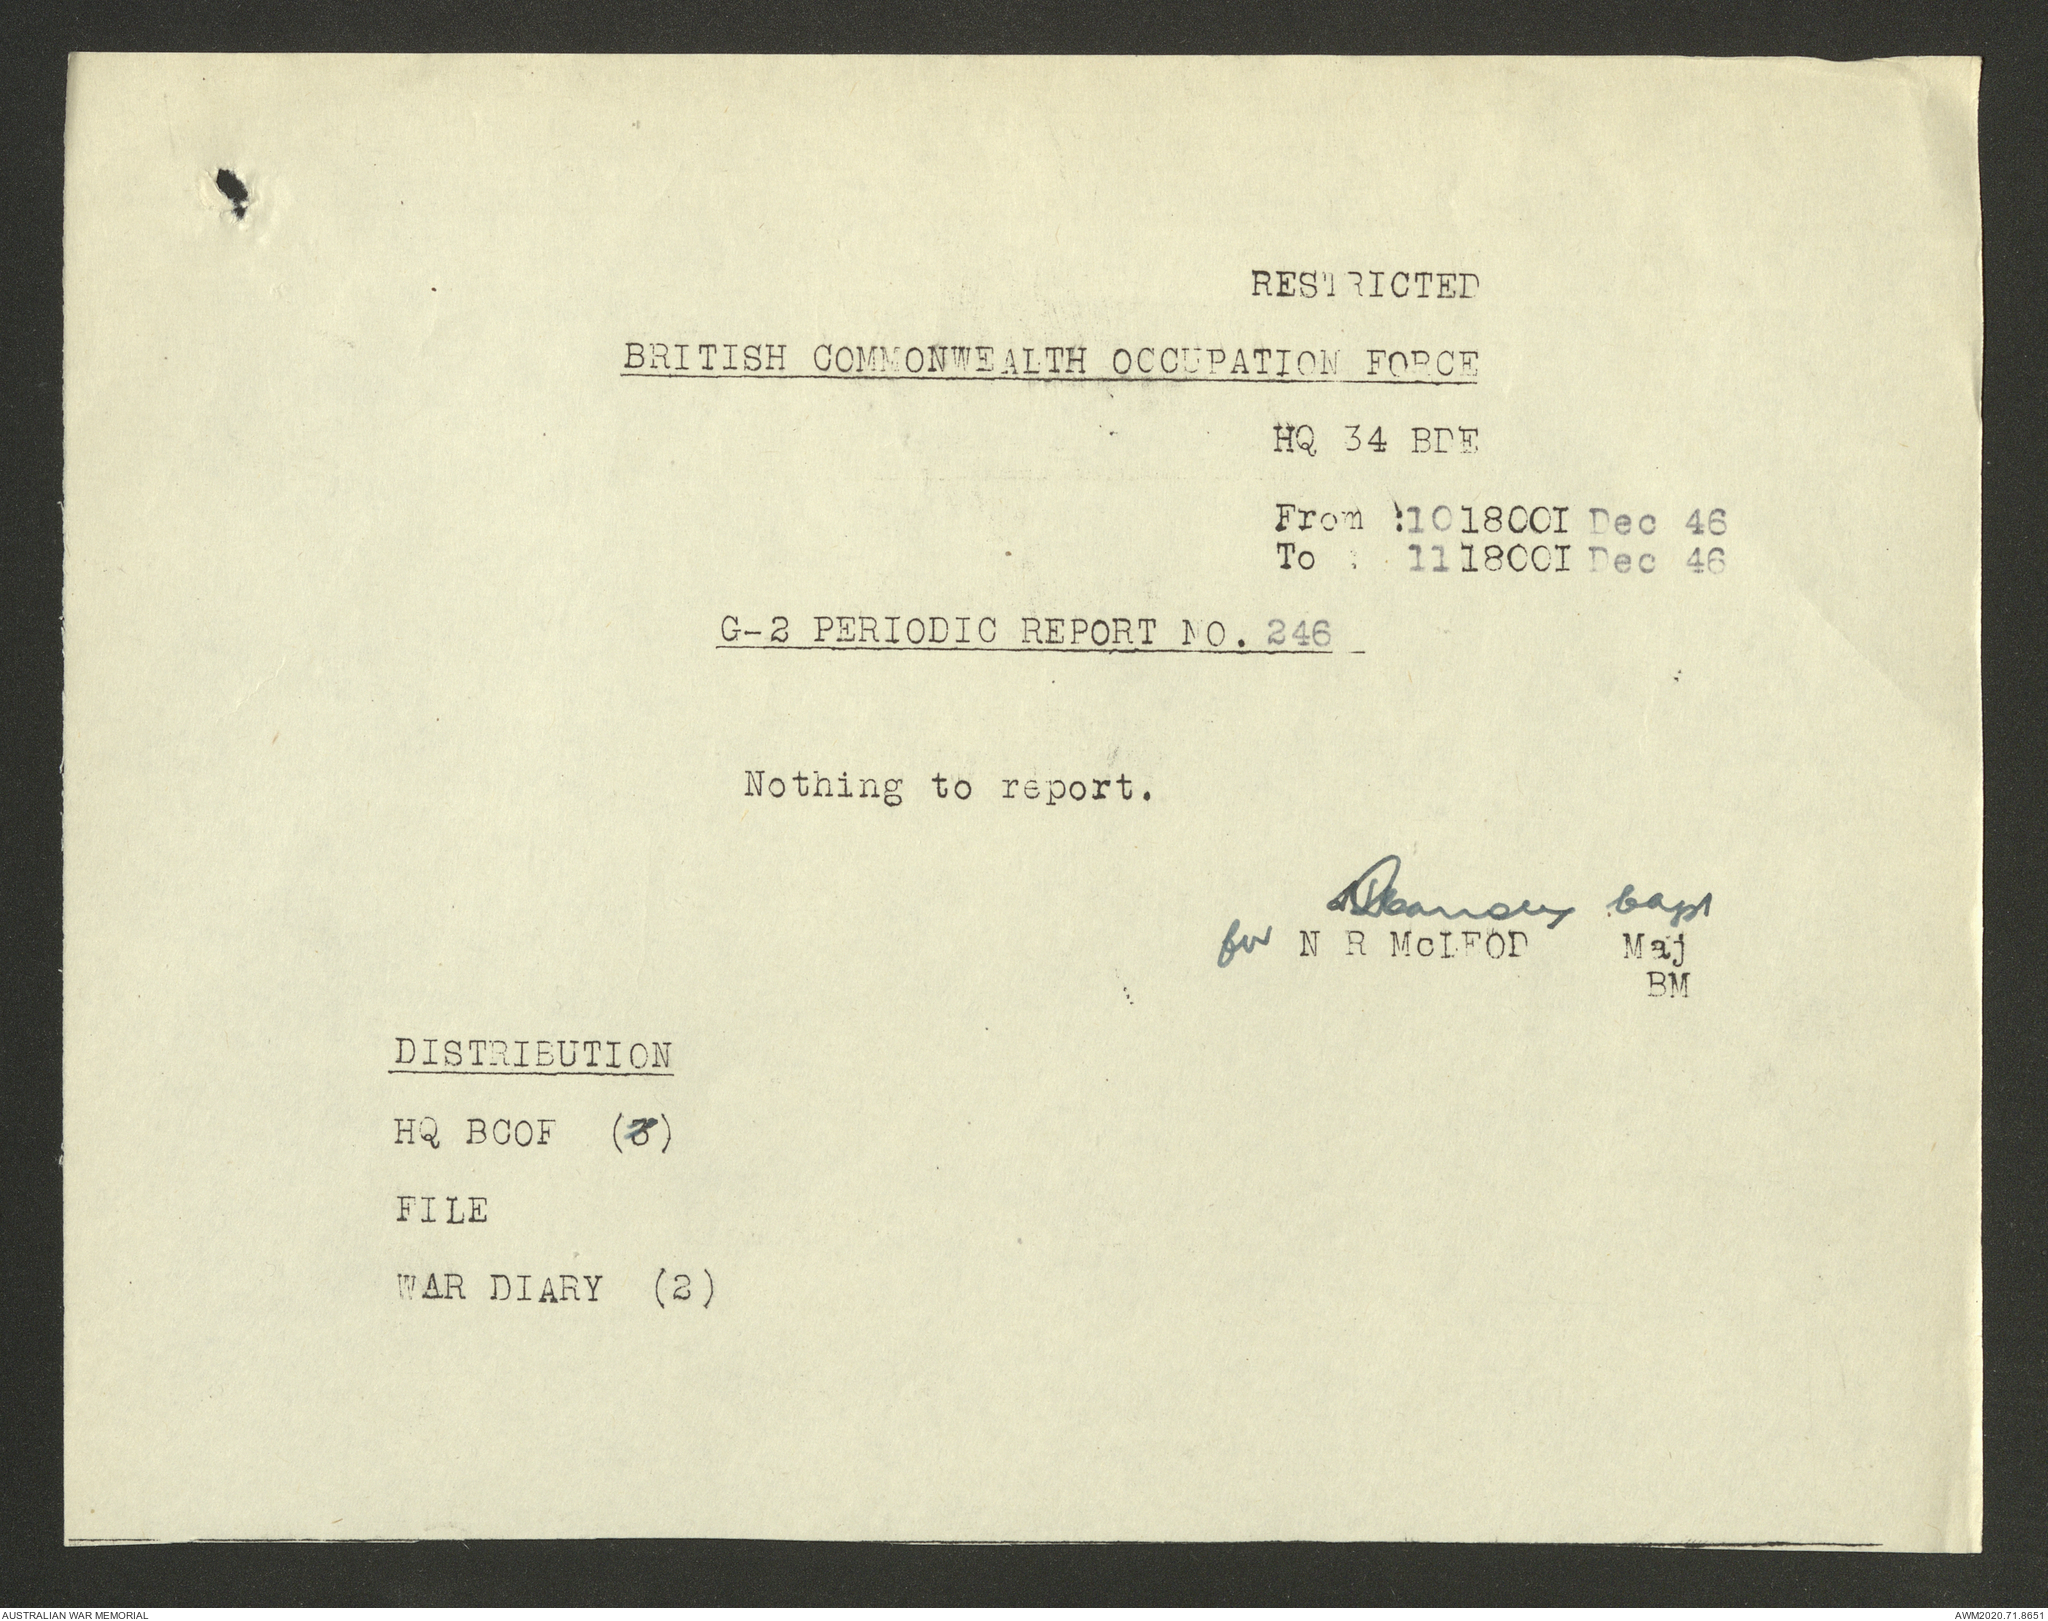 RESTRICTED
BRITISH COMMONWEALTH OCCUPATION FORCE
HQ 34 BDE
From : 101800I Dec 46
To : 111800I Dec 46
G-2 PERIODIC REPORT NO. 246
Nothing to report.
Capt
for N R McLEOD Maj
BM
DISTRIBUTION
HQ BCOF ( )
FILE
WAR DIARY (2)
AUSTRALIAN WAR MEMORIAL
AWM2020.71.8651